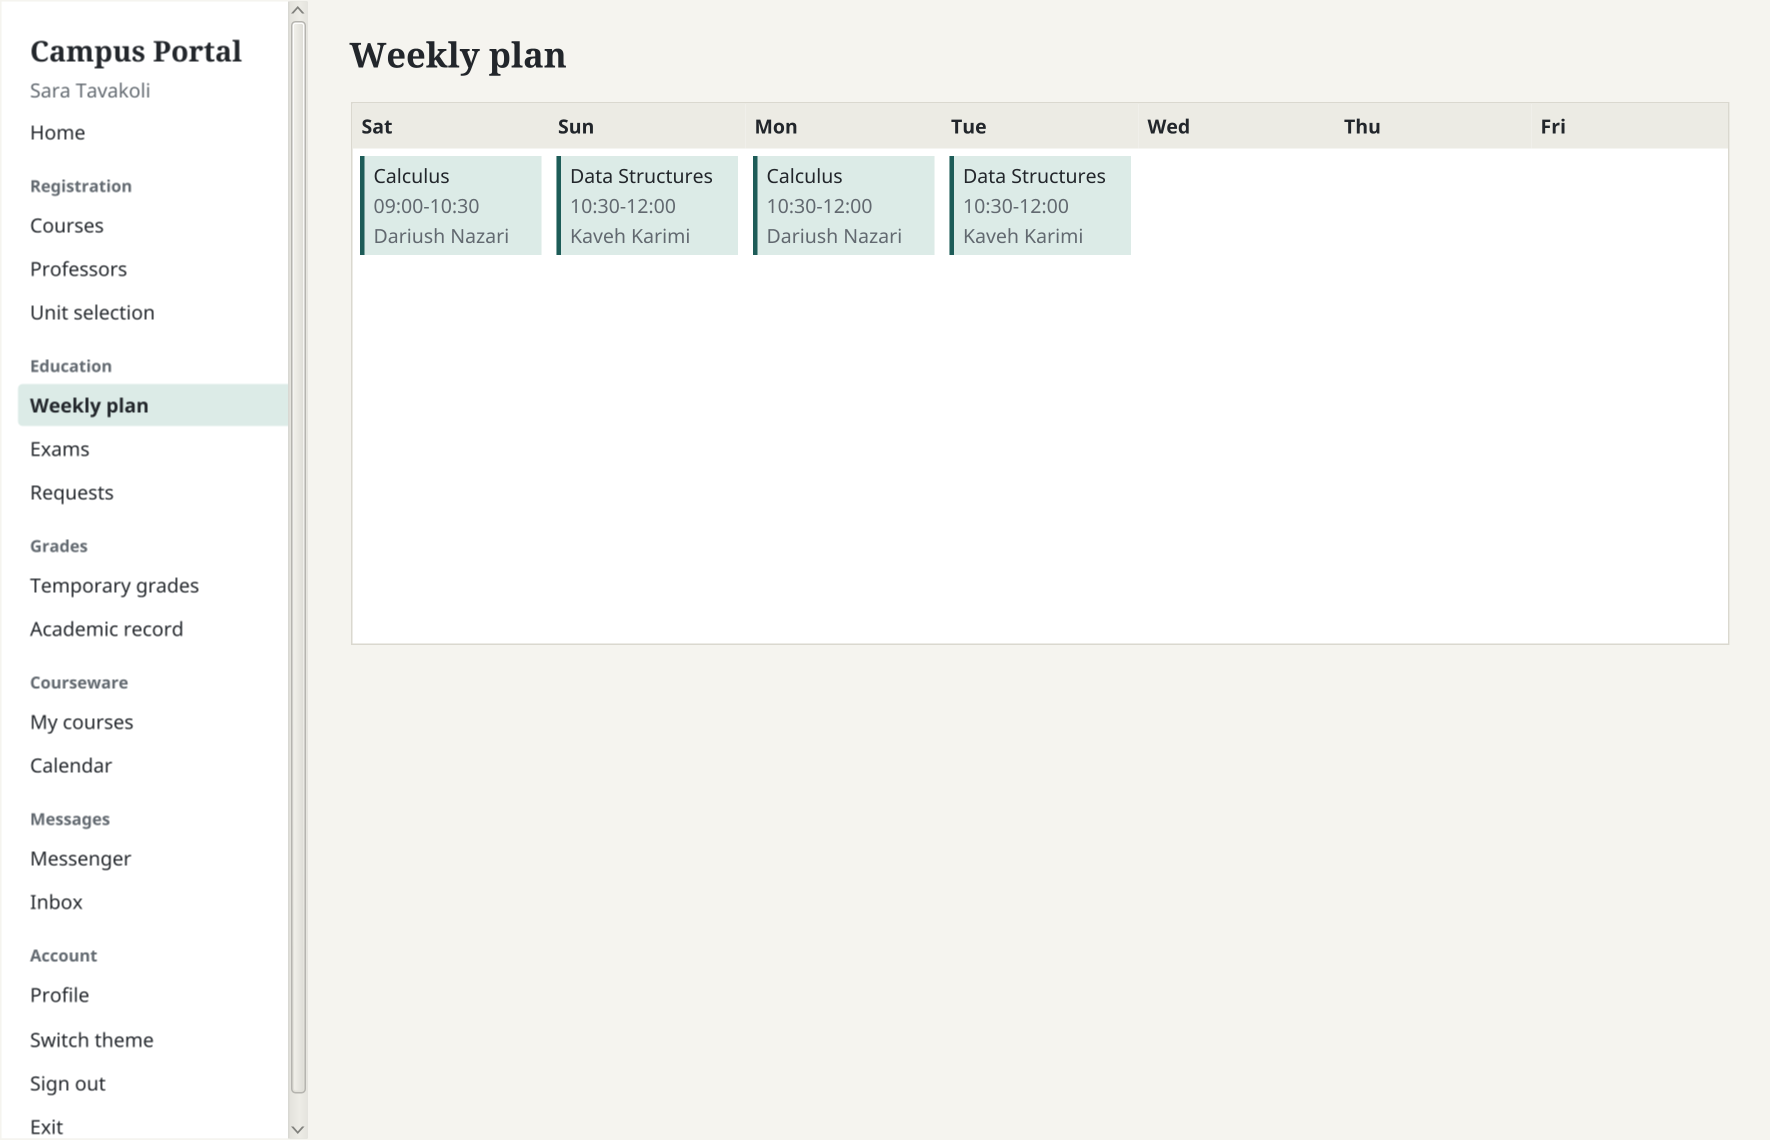 Campus Portal
Sara Tavakoli
Home
Registration
Courses
Professors
Unit selection
Education
Weekly plan
Exams
Requests
Grades
Temporary grades
Academic record
Courseware
My courses
Calendar
Messages
Messenger
Inbox
Account
Profile
Switch theme
Sign out
Exit
Weekly plan
Sat Sun Mon Tue Wed Thu Fri
Calculus
09:00-10:30
Dariush Nazari
Data Structures
10:30-12:00
Kaveh Karimi
Calculus
10:30-12:00
Dariush Nazari
Data Structures
10:30-12:00
Kaveh Karimi